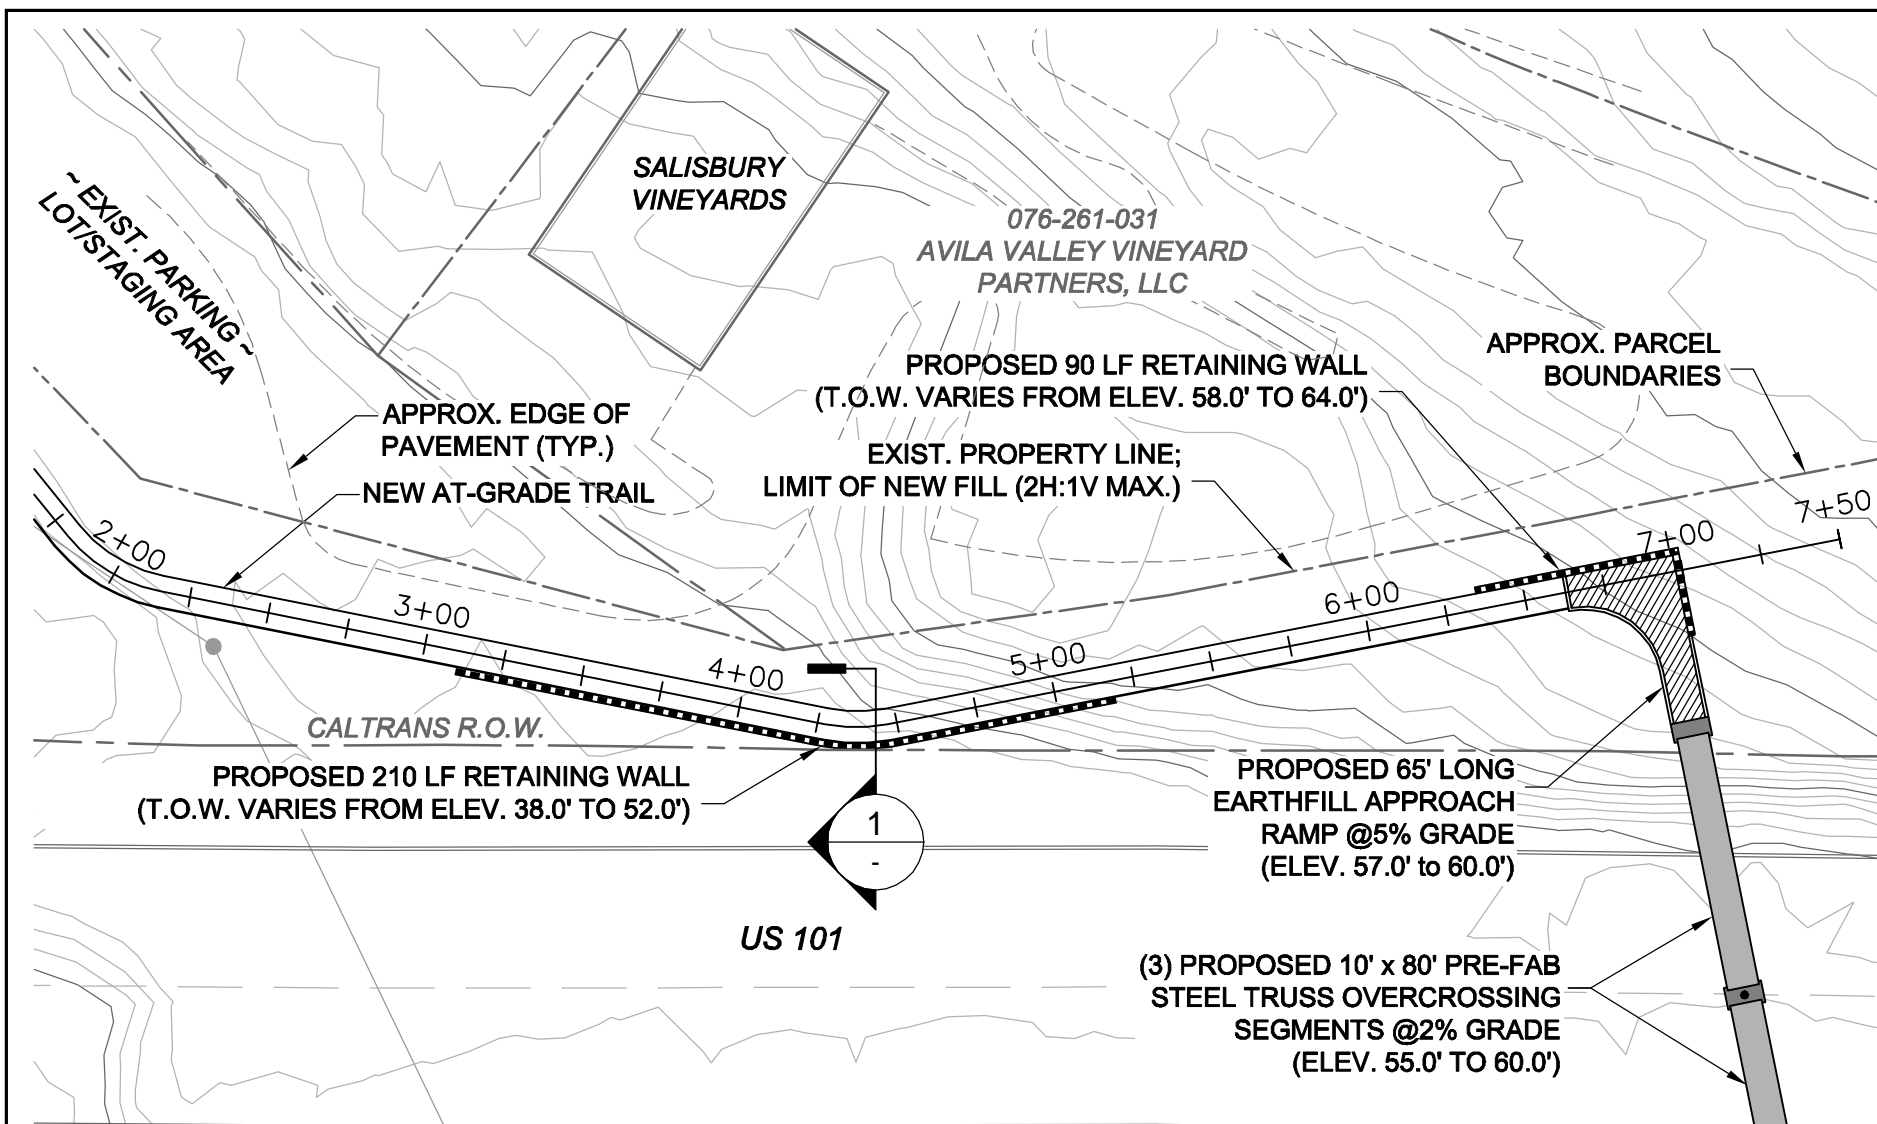 SALISBURY
VINEYARDS
~ EXIST. PARKING ~
LOT/STAGING AREA
076-261-031
AVILA VALLEY VINEYARD
PARTNERS, LLC
PROPOSED 90 LF RETAINING WALL
(T.O.W. VARIES FROM ELEV. 58.0' TO 64.0')
APPROX. PARCEL
BOUNDARIES
APPROX. EDGE OF
PAVEMENT (TYP.)
EXIST. PROPERTY LINE;
LIMIT OF NEW FILL (2H:1V MAX.)
NEW AT-GRADE TRAIL
2+00
3+00
4+00
5+00
6+00
7+00
7+50
CALTRANS R.O.W.
PROPOSED 210 LF RETAINING WALL
(T.O.W. VARIES FROM ELEV. 38.0' TO 52.0')
1
-
PROPOSED 65' LONG
EARTHFILL APPROACH
RAMP @5% GRADE
(ELEV. 57.0' to 60.0')
US 101
(3) PROPOSED 10' x 80' PRE-FAB
STEEL TRUSS OVERCROSSING
SEGMENTS @2% GRADE
(ELEV. 55.0' TO 60.0')